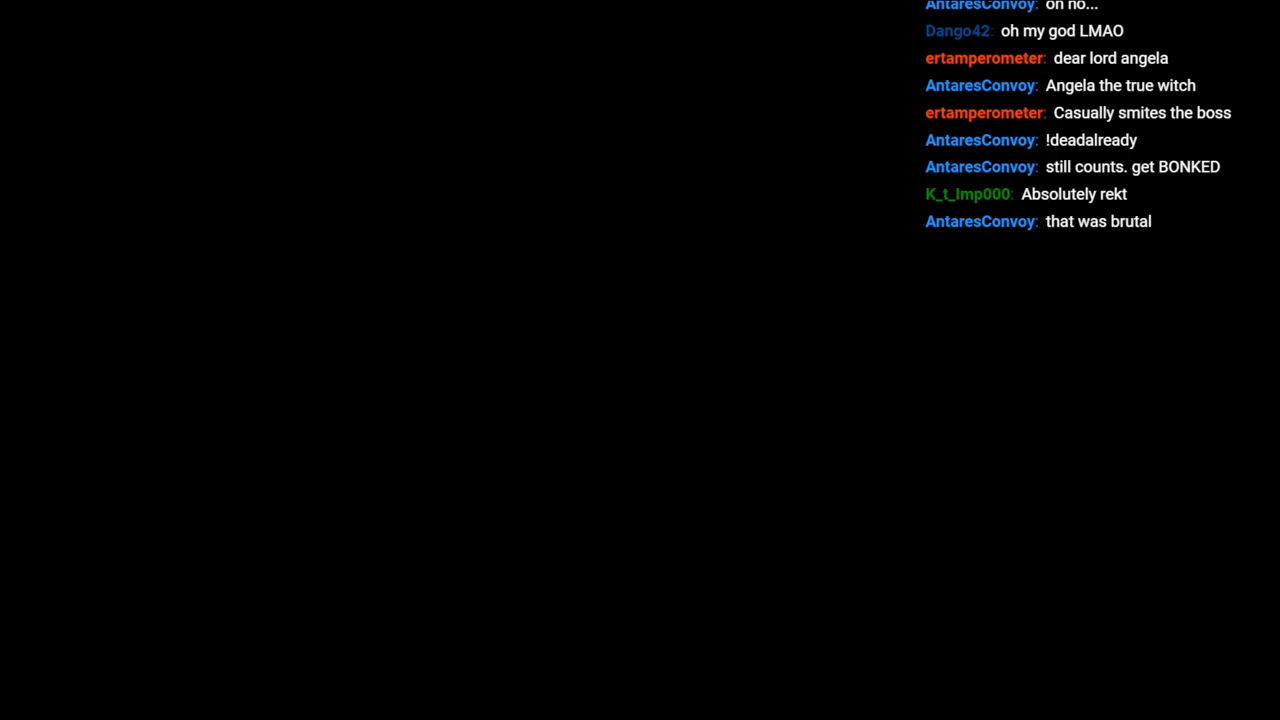 AntaresConvoy: oh no...
Dango42: oh my god LMAO
ertamperometer: dear lord angela
AntaresConvoy: Angela the true witch
ertamperometer: Casually smites the boss
AntaresConvoy: !deadalready
AntaresConvoy: still counts. get BONKED
K_t_Imp000: Absolutely rekt
AntaresConvoy: that was brutal